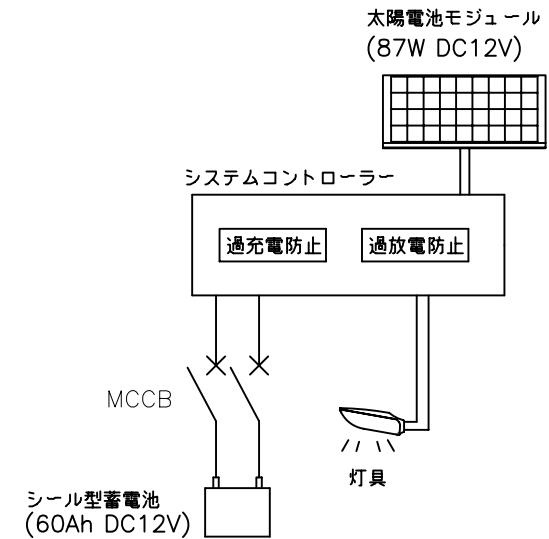 太陽電池モジュール
(87W DC12V)
システムコントローラー
過充電防止
過放電防止
MCCB
灯具
シール型蓄電池
(60Ah DC12V)